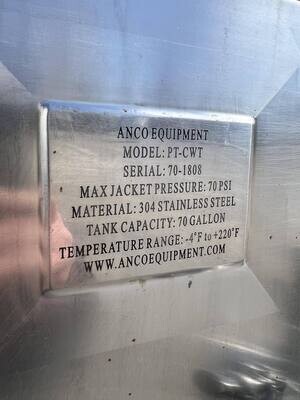 ANCO EQUIPMENT
MODEL: PT-CWT
SERIAL: 70-1808
MAX JACKET PRESSURE: 70 PSI
MATERIAL: 304 STAINLESS STEEL
TANK CAPACITY: 70 GALLON
TEMPERATURE RANGE: -4°F to +220°F
WWW.ANCOEQUIPMENT.COM